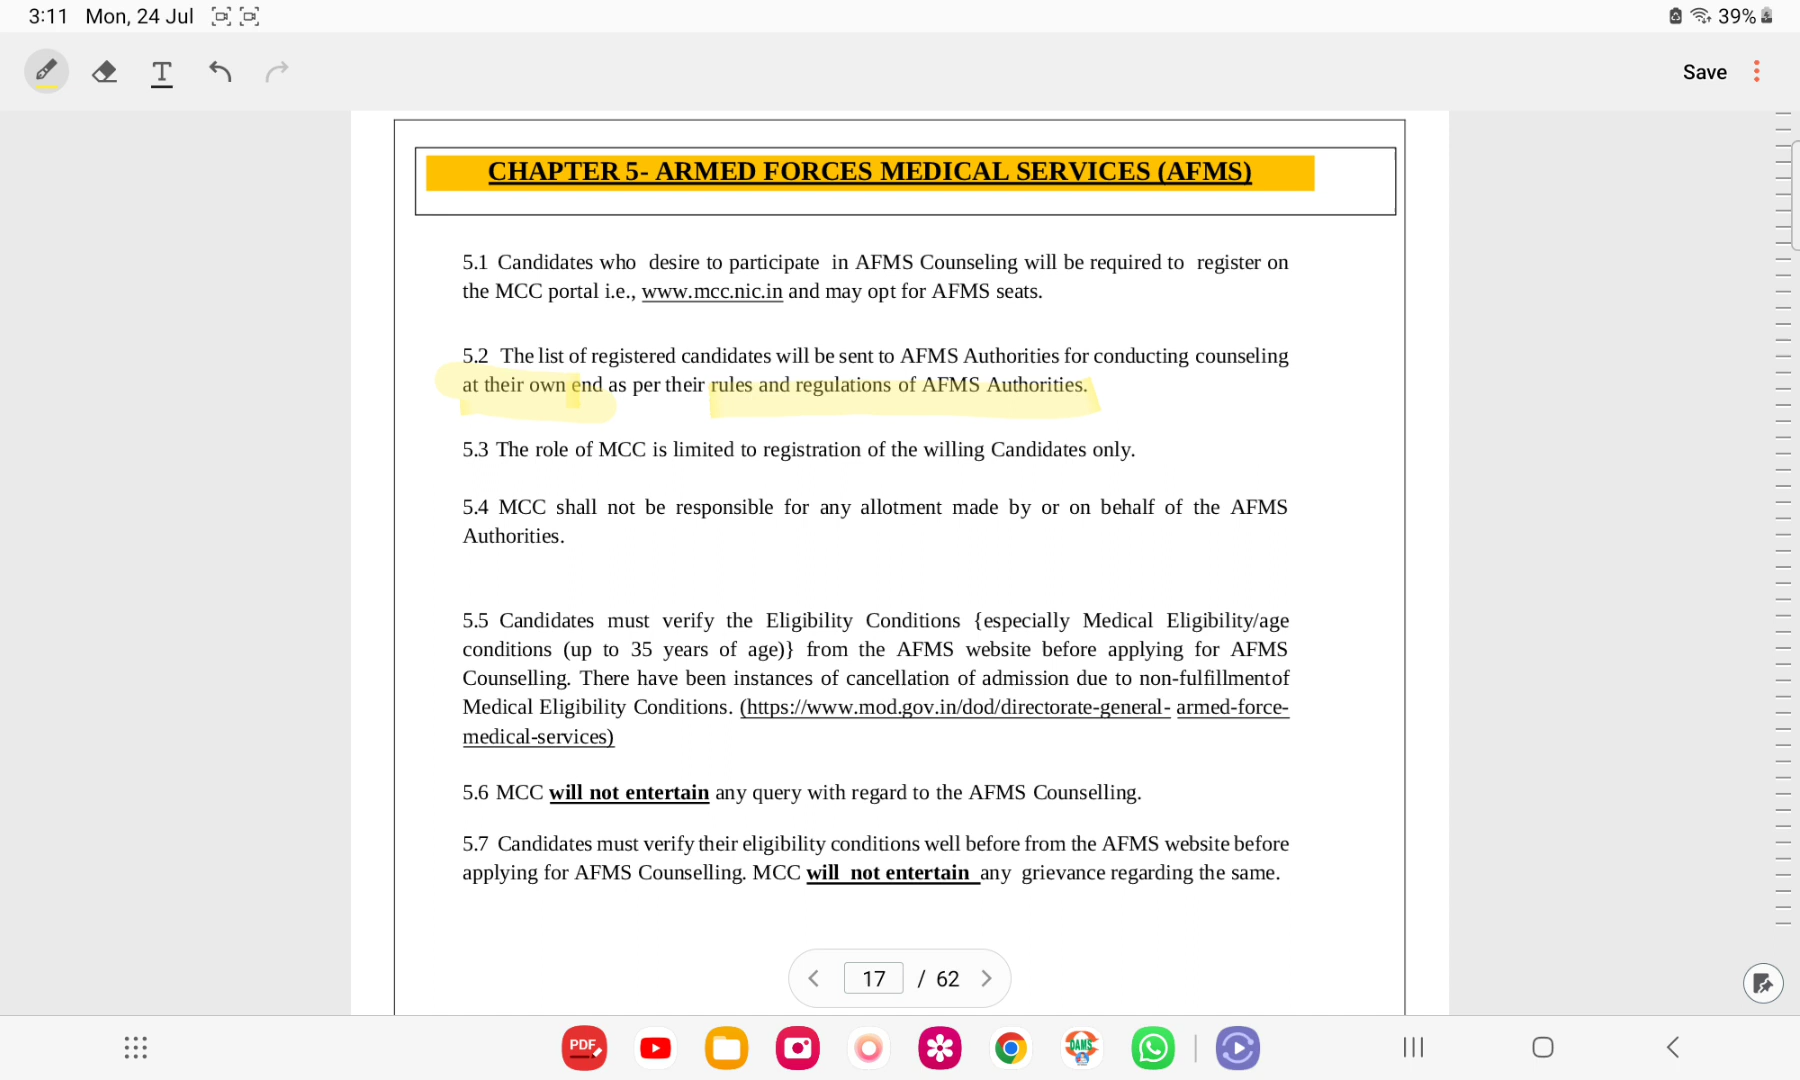 3:11 Mon, 24 Jul 39%
T Save
CHAPTER 5- ARMED FORCES MEDICAL SERVICES (AFMS)
5.1 Candidates who desire to participate in AFMS Counseling will be required to register on
the MCC portal i.e., www.mcc.nic.in and may opt for AFMS seats.
5.2 The list of registered candidates will be sent to AFMS Authorities for conducting counseling
at their own end as per their rules and regulations of AFMS Authorities.
5.3 The role of MCC is limited to registration of the willing Candidates only.
5.4 MCC shall not be responsible for any allotment made by or on behalf of the AFMS
Authorities.
5.5 Candidates must verify the Eligibility Conditions {especially Medical Eligibility/age
conditions (up to 35 years of age)} from the AFMS website before applying for AFMS
Counselling. There have been instances of cancellation of admission due to non-fulfillmentof
Medical Eligibility Conditions. (https://www.mod.gov.in/dod/directorate-general- armed-force-
medical-services)
5.6 MCC will not entertain any query with regard to the AFMS Counselling.
5.7 Candidates must verify their eligibility conditions well before from the AFMS website before
applying for AFMS Counselling. MCC will not entertain any grievance regarding the same.
17 / 62
PDF
DAMS